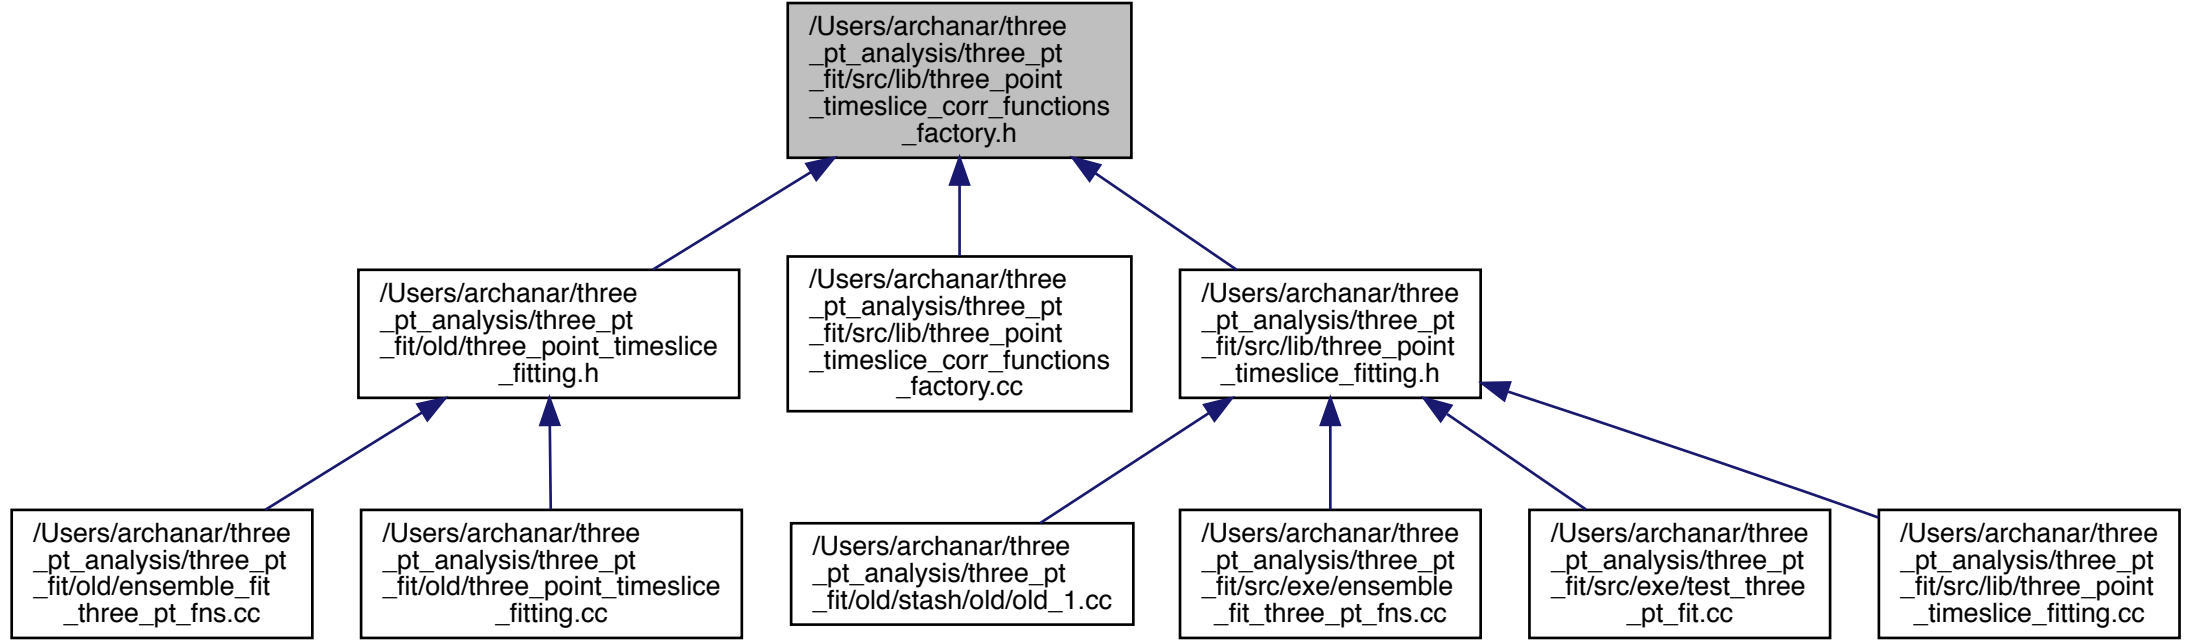 /Users/archanar/three
_pt_analysis/three_pt
_fit/src/lib/three_point
_timeslice_corr_functions
_factory.h
/Users/archanar/three
_pt_analysis/three_pt
_fit/old/three_point_timeslice
_fitting.h
/Users/archanar/three
_pt_analysis/three_pt
_fit/src/lib/three_point
_timeslice_corr_functions
_factory.cc
/Users/archanar/three
_pt_analysis/three_pt
_fit/src/lib/three_point
_timeslice_fitting.h
/Users/archanar/three
_pt_analysis/three_pt
_fit/old/ensemble_fit
_three_pt_fns.cc
/Users/archanar/three
_pt_analysis/three_pt
_fit/old/three_point_timeslice
_fitting.cc
/Users/archanar/three
_pt_analysis/three_pt
_fit/old/stash/old/old_1.cc
/Users/archanar/three
_pt_analysis/three_pt
_fit/src/exe/ensemble
_fit_three_pt_fns.cc
/Users/archanar/three
_pt_analysis/three_pt
_fit/src/exe/test_three
_pt_fit.cc
/Users/archanar/three
_pt_analysis/three_pt
_fit/src/lib/three_point
_timeslice_fitting.cc